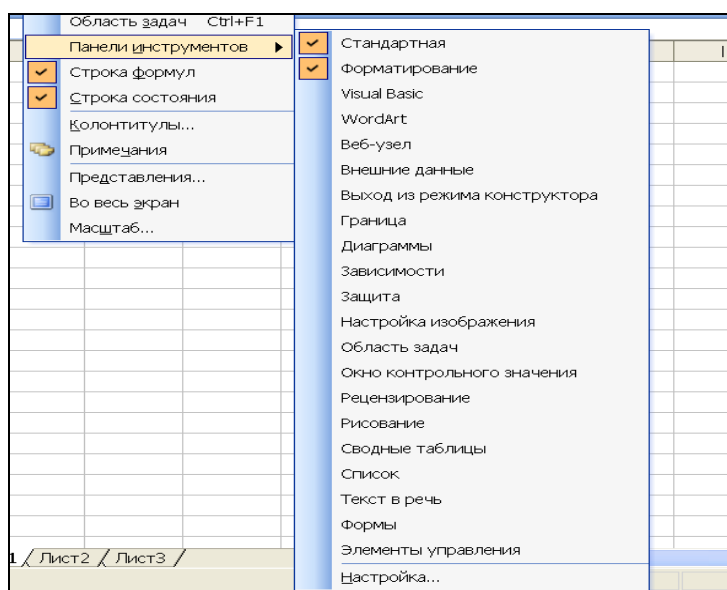 Область задач Ctrl+F1
Панели инструментов
Строка формул
Строка состояния
Колонтитулы...
Примечания
Представления...
Во весь экран
Масштаб...
Стандартная
Форматирование
Visual Basic
WordArt
Веб-узел
Внешние данные
Выход из режима конструктора
Граница
Диаграммы
Зависимости
Защита
Настройка изображения
Область задач
Окно контрольного значения
Рецензирование
Рисование
Сводные таблицы
Список
Текст в речь
Формы
Элементы управления
Настройка...
I
1 / Лист2 / Лист3 /